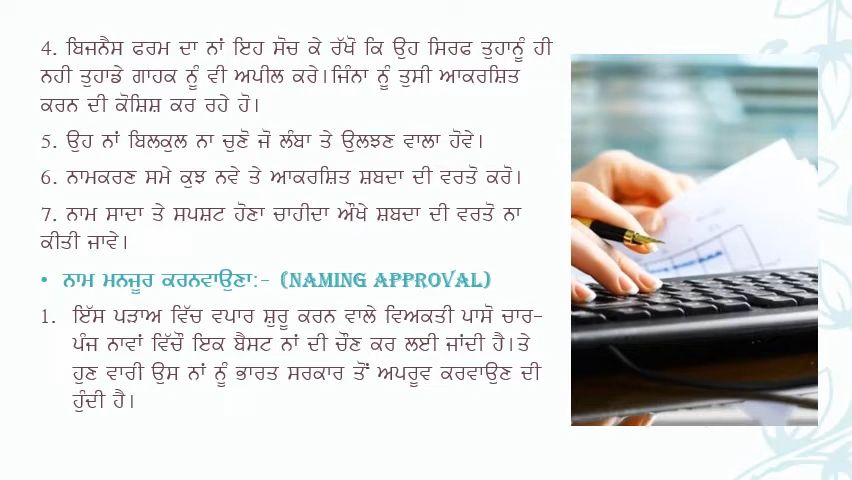 4. ਬਿਜਨੈਸ ਫਰਮ ਦਾ ਨਾਂ ਇਹ ਸੋਚ ਕੇ ਰੱਖੋ ਕਿ ਉਹ ਸਿਰਫ ਤੁਹਾਨੂੰ ਹੀ
ਨਹੀ ਤੁਹਾਡੇ ਗਾਹਕ ਨੂੰ ਵੀ ਅਪੀਲ ਕਰੇ।ਜਿੰਨਾ ਨੂੰ ਤੁਸੀ ਆਕਰਸ਼ਿਤ
ਕਰਨ ਦੀ ਕੋਸ਼ਿਸ਼ ਕਰ ਰਹੇ ਹੋ।
5. ਉਹ ਨਾਂ ਬਿਲਕੁਲ ਨਾ ਚੁਣੋ ਜੋ ਲੰਬਾ ਤੇ ਉਲਝਣ ਵਾਲਾ ਹੋਵੇ।
6. ਨਾਮਕਰਣ ਸਮੇ ਕੁਝ ਨਵੇ ਤੇ ਆਕਰਸ਼ਿਤ ਸ਼ਬਦਾ ਦੀ ਵਰਤੋ ਕਰੋ।
7. ਨਾਮ ਸਾਦਾ ਤੇ ਸਪਸ਼ਟ ਹੋਣਾ ਚਾਹੀਦਾ ਔਖੇ ਸ਼ਬਦਾ ਦੀ ਵਰਤੋ ਨਾ
ਕੀਤੀ ਜਾਵੇ।
• ਨਾਮ ਮਨਜੂਰ ਕਰਨਵਾਉਣਾ:- (NAMING APPROVAL)
1. ਇੱਸ ਪੜਾਅ ਵਿੱਚ ਵਪਾਰ ਸ਼ੁਰੂ ਕਰਨ ਵਾਲੇ ਵਿਅਕਤੀ ਪਾਸੋ ਚਾਰ-
ਪੰਜ ਨਾਵਾਂ ਵਿੱਚੋ ਇਕ ਬੈਸਟ ਨਾਂ ਦੀ ਚੌਣ ਕਰ ਲਈ ਜਾਂਦੀ ਹੈ।ਤੇ
ਹੁਣ ਵਾਰੀ ਉਸ ਨਾਂ ਨੂੰ ਭਾਰਤ ਸਰਕਾਰ ਤੋਂ ਅਪਰੂਵ ਕਰਵਾਉਣ ਦੀ
ਹੁੰਦੀ ਹੈ।